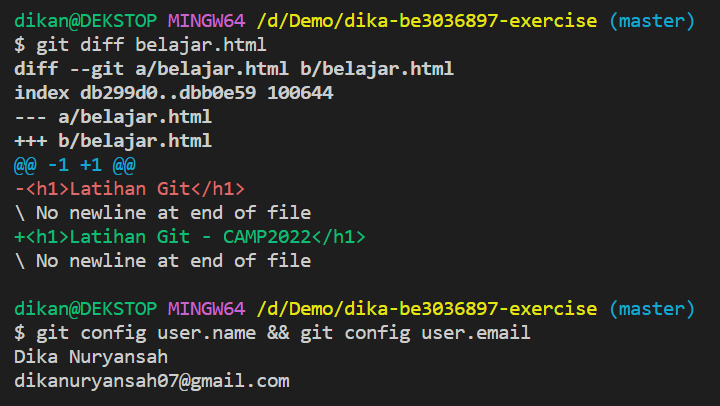 dikan@DEKSTOP MINGW64 /d/Demo/dika-be3036897-exercise (master)
$ git diff belajar.html
diff --git a/belajar.html b/belajar.html
index db299d0..dbb0e59 100644
--- a/belajar.html
+++ b/belajar.html
@@ -1 +1 @@
-<h1>Latihan Git</h1>
\ No newline at end of file
+<h1>Latihan Git - CAMP2022</h1>
\ No newline at end of file
dikan@DEKSTOP MINGW64 /d/Demo/dika-be3036897-exercise (master)
$ git config user.name && git config user.email
Dika Nuryansah
dikanuryansah07@gmail.com